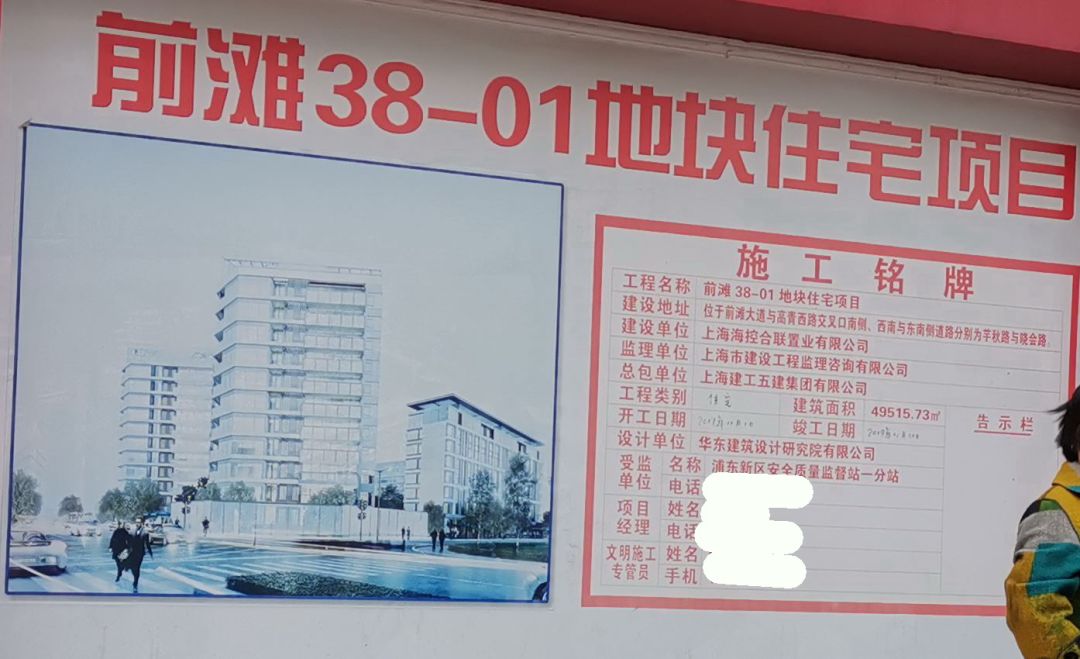 前滩38-01地块住宅项目
施工铭牌
工程名称 前滩38-01地块住宅项目
建设地址 位于前滩大道与高青西路交叉口南侧、西南与东南侧道路分别为芋秋路与晓会路。
建设单位 上海海控合联置业有限公司
监理单位 上海市建设工程监理咨询有限公司
总包单位 上海建工五建集团有限公司
工程类别 住宅 建筑面积 49515.73㎡
开工日期 竣工日期
告示栏
设计单位 华东建筑设计研究院有限公司
受监单位 名称 浦东新区安全质量监督站一分站
电话
项目经理 姓名
电话
文明施工专管员 姓名
手机